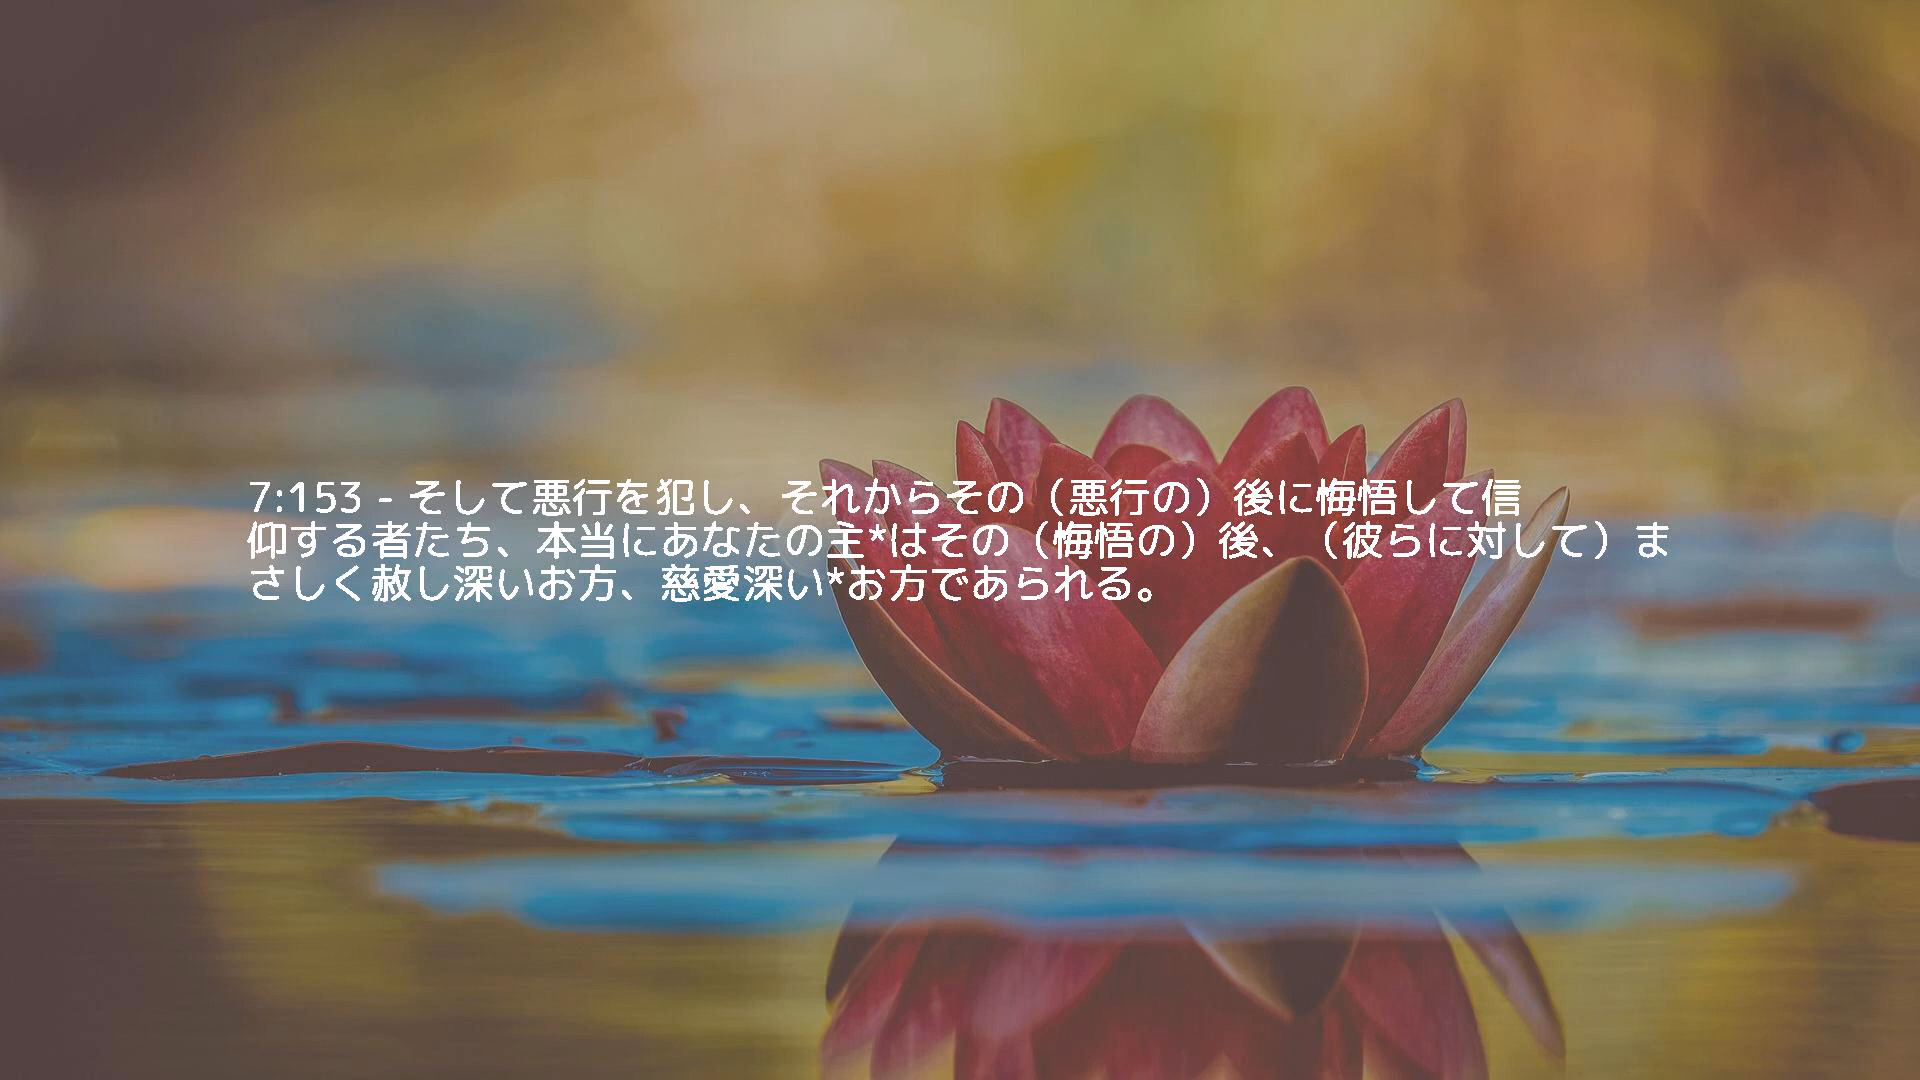 7:153 - そして悪行を犯し、それからその（悪行の）後に悔悟して信
仰する者たち、本当にあなたの主*はその（悔悟の）後、（彼らに対して）ま
さしく赦し深いお方、慈愛深い*お方であられる。